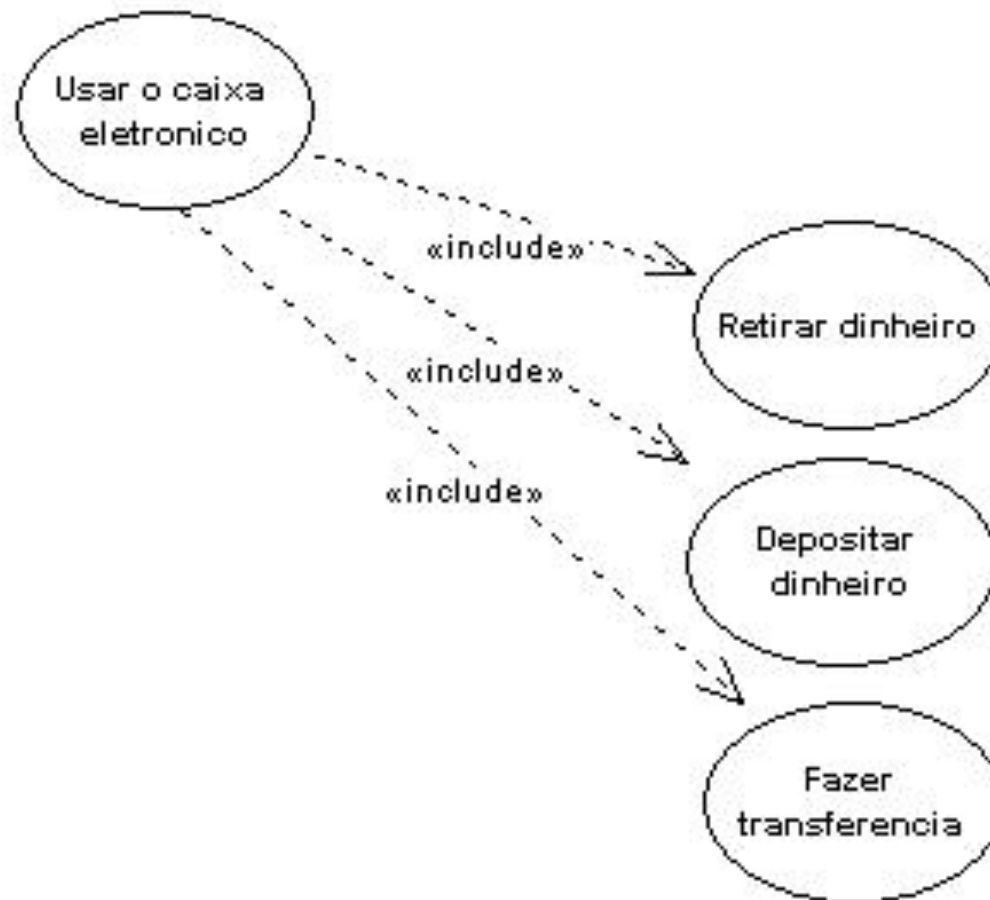 Usar o caixa
eletronico
«include»
Retirar dinheiro
«include»
«include»
Depositar
dinheiro
Fazer
transferencia